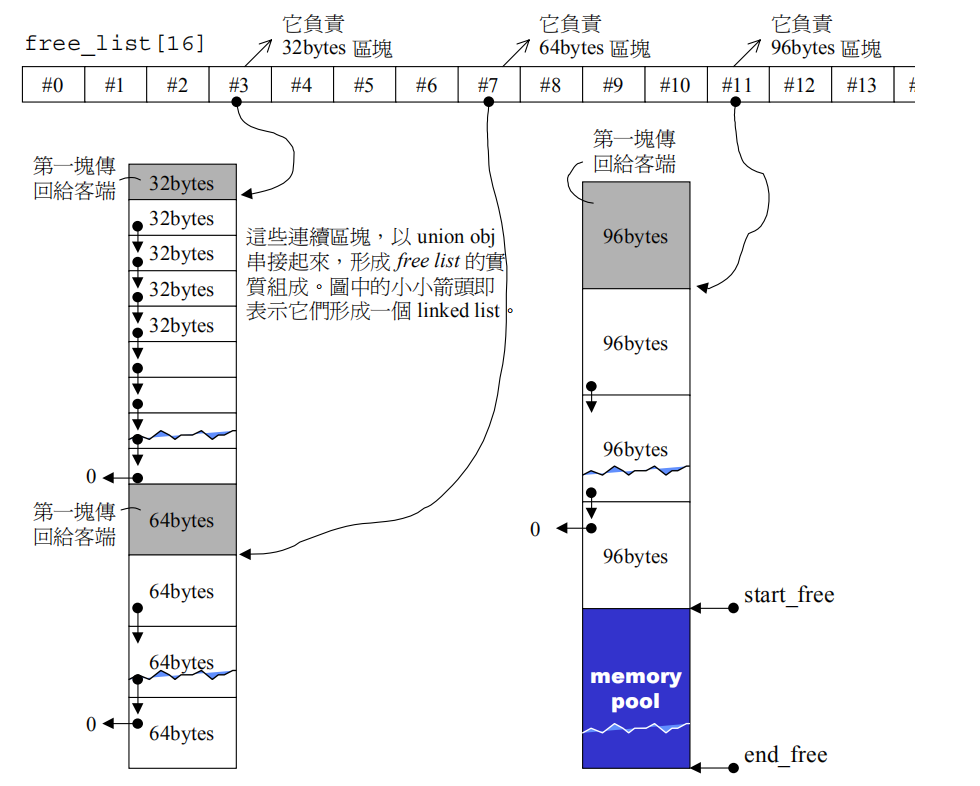 free_list[16]
它負責
32bytes 區塊
它負責
64bytes 區塊
它負責
96bytes 區塊
#0 #1 #2 #3 #4 #5 #6 #7 #8 #9 #10 #11 #12 #13
第一塊傳
回給客端
32bytes
32bytes
32bytes
32bytes
32bytes
0
這些連續區塊，以 union obj
串接起來，形成 free list 的實
質組成。圖中的小小箭頭即
表示它們形成一個 linked list。
第一塊傳
回給客端
64bytes
64bytes
64bytes
64bytes
0
第一塊傳
回給客端
96bytes
96bytes
96bytes
0
96bytes
start_free
memory
pool
end_free